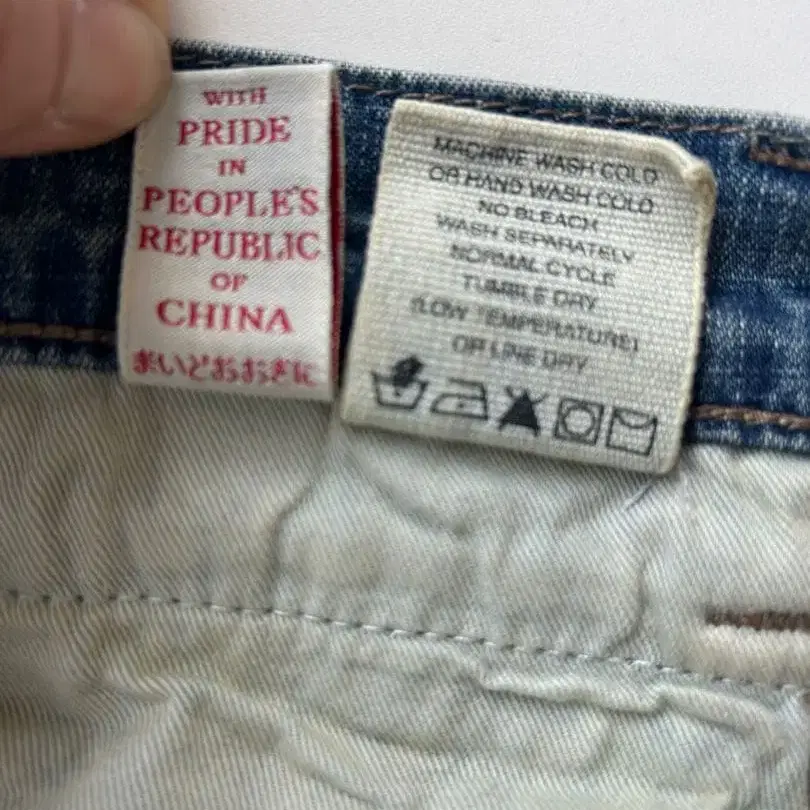 WITH
PRIDE
IN
PEOPLE'S
REPUBLIC
OF
CHINA
まいどおおきに
MACHINE WASH COLD
OR HAND WASH COLD
NO BLEACH
WASH SEPARATELY
NORMAL CYCLE
TUMBLE DRY
(LOW TEMPERATURE)
OR LINE DRY